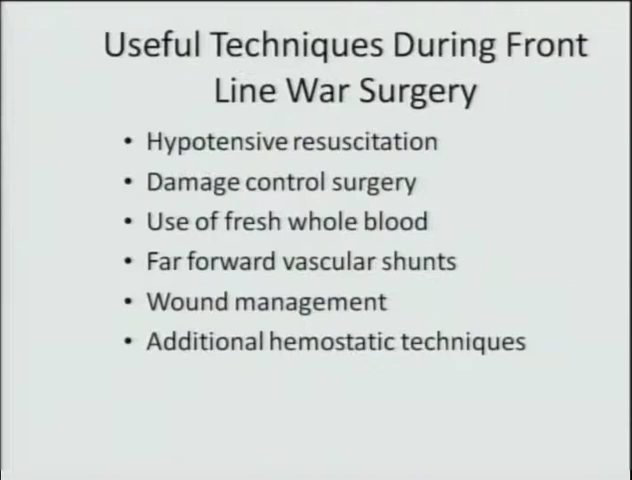 Useful Techniques During Front
Line War Surgery
• Hypotensive resuscitation
• Damage control surgery
• Use of fresh whole blood
• Far forward vascular shunts
• Wound management
• Additional hemostatic techniques